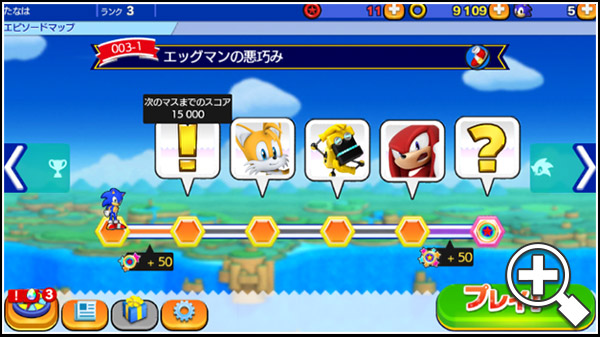 たなは
ランク 3
11
9 109
5
エピソードマップ
003-1
エッグマンの悪巧み
次のマスまでのスコア
15 000
!
?
+ 50
+ 50
!
3
プレイ!